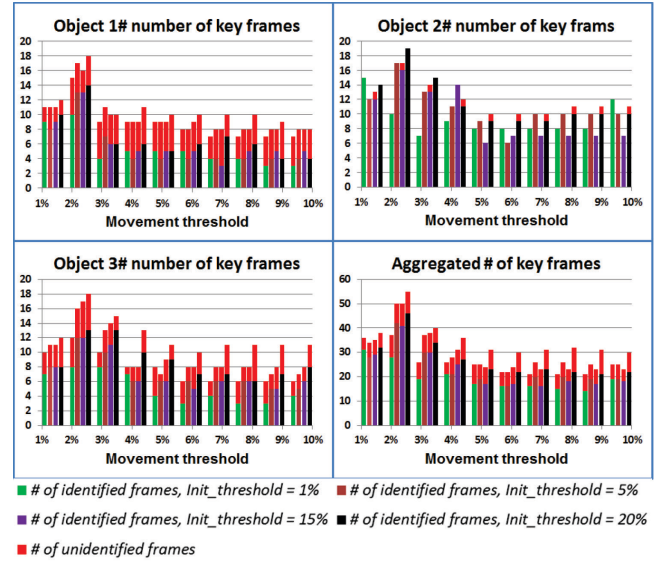 Object 1# number of key frames
20
18
16
14
12
10
8
6
4
2
0
1% 2% 3% 4% 5% 6% 7% 8% 9% 10%
Movement threshold
Object 2# number of key frams
20
18
16
14
12
10
8
6
4
2
0
1% 2% 3% 4% 5% 6% 7% 8% 9% 10%
Movement threshold
Object 3# number of key frames
20
18
16
14
12
10
8
6
4
2
0
1% 2% 3% 4% 5% 6% 7% 8% 9% 10%
Movement threshold
Aggregated # of key frames
60
50
40
30
20
10
0
1% 2% 3% 4% 5% 6% 7% 8% 9% 10%
Movement threshold
# of identified frames, Init_threshold = 1%
# of identified frames, Init_threshold = 5%
# of identified frames, Init_threshold = 15%
# of identified frames, Init_threshold = 20%
# of unidentified frames